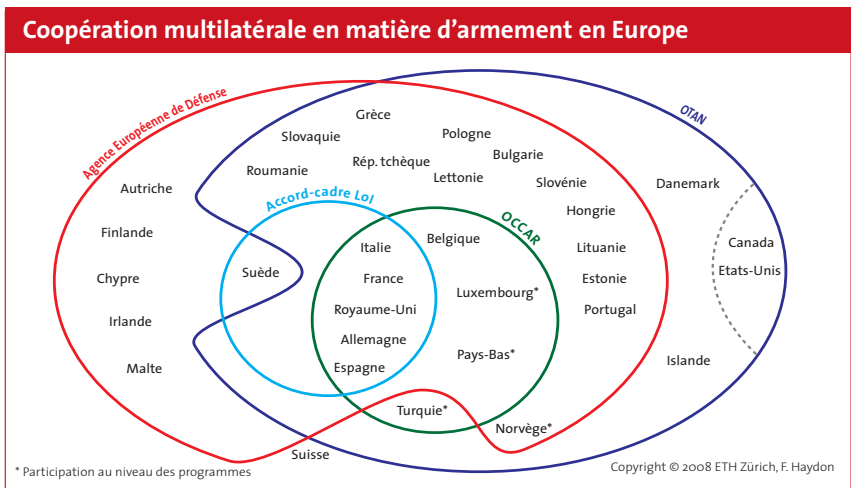 Coopération multilatérale en matière d'armement en Europe
Agence Européenne de Défense
OTAN
Grèce
Slovaquie
Pologne
Roumanie
Rép. tchèque
Bulgarie
Lettonie
Autriche
Accord-cadre LoI
Slovénie
Danemark
Hongrie
OCCAR
Finlande
Italie
Belgique
Lituanie
Canada
Chypre
Suède
France
Luxembourg*
Estonie
Etats-Unis
Irlande
Royaume-Uni
Portugal
Allemagne
Malte
Espagne
Pays-Bas*
Islande
Turquie*
Norvège*
Suisse
* Participation au niveau des programmes
Copyright © 2008 ETH Zürich, F. Haydon